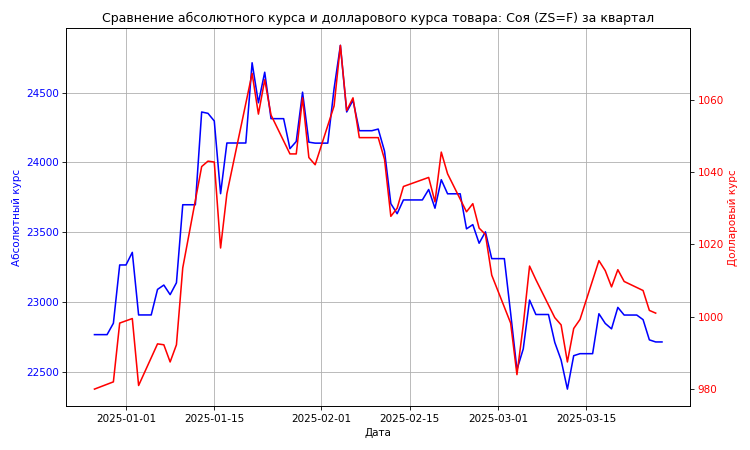 Сравнение абсолютного курса и долларового курса товара: Соя (ZS=F) за квартал
Абсолютный курс
24500
24000
23500
23000
22500
1060
1040
1020
1000
980
Долларовый курс
2025-01-01 2025-01-15 2025-02-01 2025-02-15 2025-03-01 2025-03-15
Дата